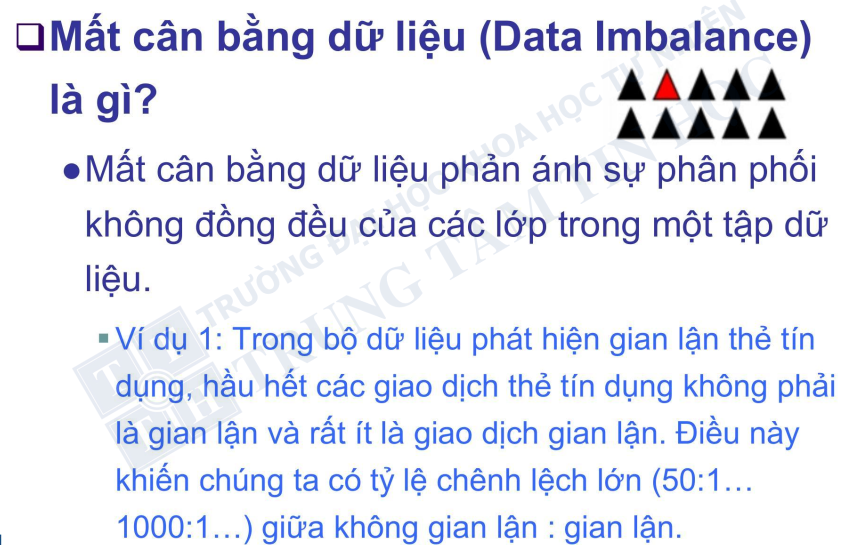 Mất cân bằng dữ liệu (Data Imbalance)
là gì?
Mất cân bằng dữ liệu phản ánh sự phân phối
không đồng đều của các lớp trong một tập dữ
liệu.
Ví dụ 1: Trong bộ dữ liệu phát hiện gian lận thẻ tín
dụng, hầu hết các giao dịch thẻ tín dụng không phải
là gian lận và rất ít là giao dịch gian lận. Điều này
khiến chúng ta có tỷ lệ chênh lệch lớn (50:1…
1000:1…) giữa không gian lận : gian lận.
TRƯỜNG ĐẠI HỌC KHOA HỌC TỰ NHIÊN
TRUNG TÂM TIN HỌC